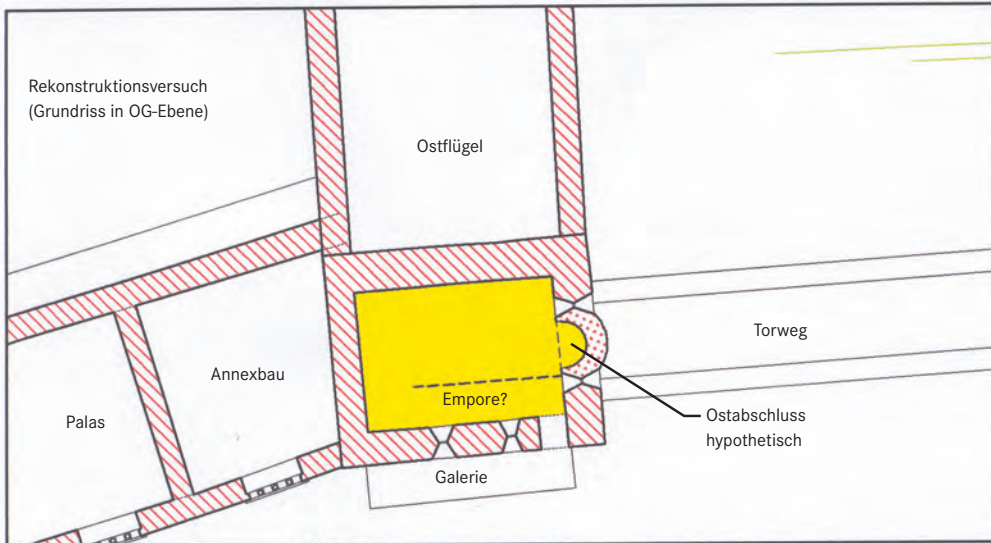 Rekonstruktionsversuch
(Grundriss in OG-Ebene)
Ostflügel
Torweg
Annexbau
Empore?
Palas
Ostabschluss
hypothetisch
Galerie